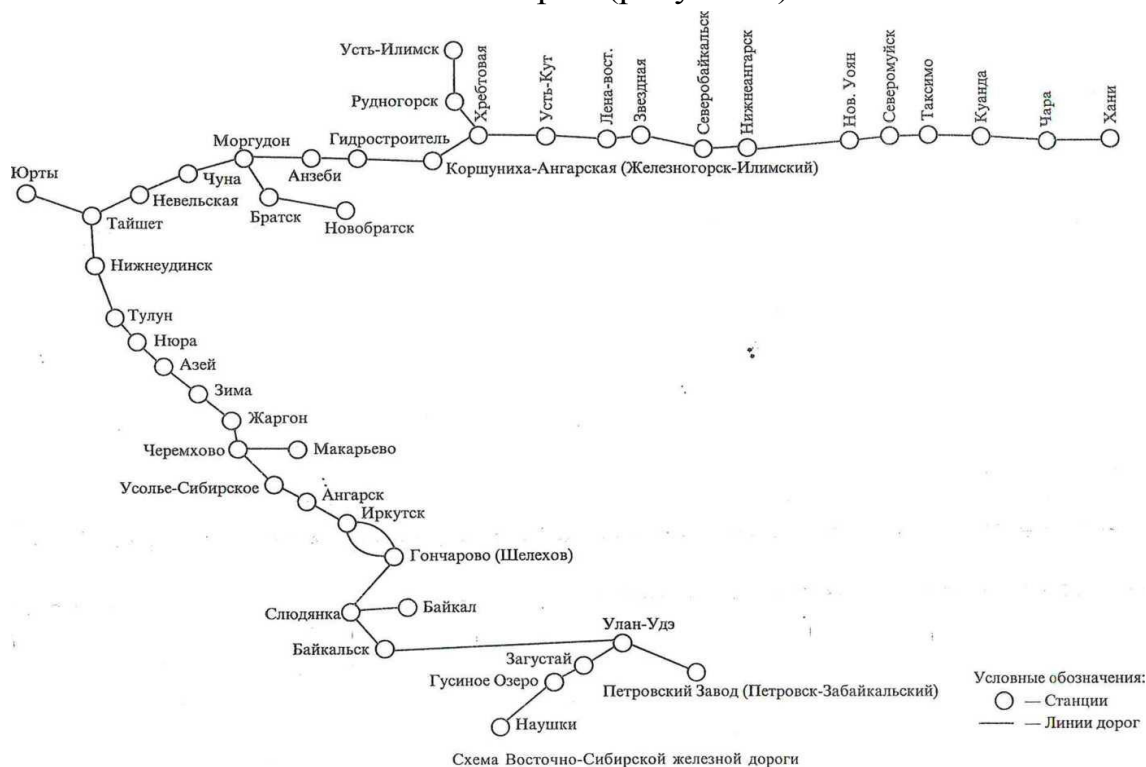 Усть-Илимск
Рудногорск
Хребтовая
Усть-Кут
Лена-вост.
Звездная
Северобайкальск
Нижнеангарск
Нов. Уоян
Северомуйск
Таксимо
Куанда
Чара
Хани
Моргудон
Гидростроитель
Анзеби
Коршуниха-Ангарская (Железногорск-Илимский)
Юрты
Чуна
Невельская
Братск
Новобратск
Тайшет
Нижнеудинск
Тулун
Нюра
Азей
Зима
Жаргон
Черемхово
Макарьево
Усолье-Сибирское
Ангарск
Иркутск
Гончарово (Шелехов)
Слюдянка
Байкал
Байкальск
Улан-Удэ
Загустай
Гусиное Озеро
Петровский Завод (Петровск-Забайкальский)
Наушки
Условные обозначения:
— Станции
— Линии дорог
Схема Восточно-Сибирской железной дороги